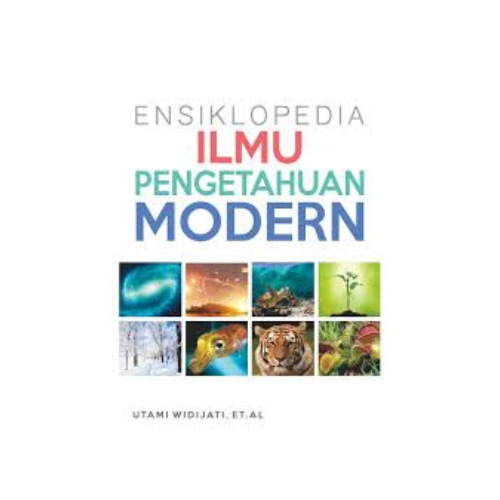 ENSIKLOPEDIA
ILMU
PENGETAHUAN
MODERN
UTAMI WIDIJATI, ET.AL